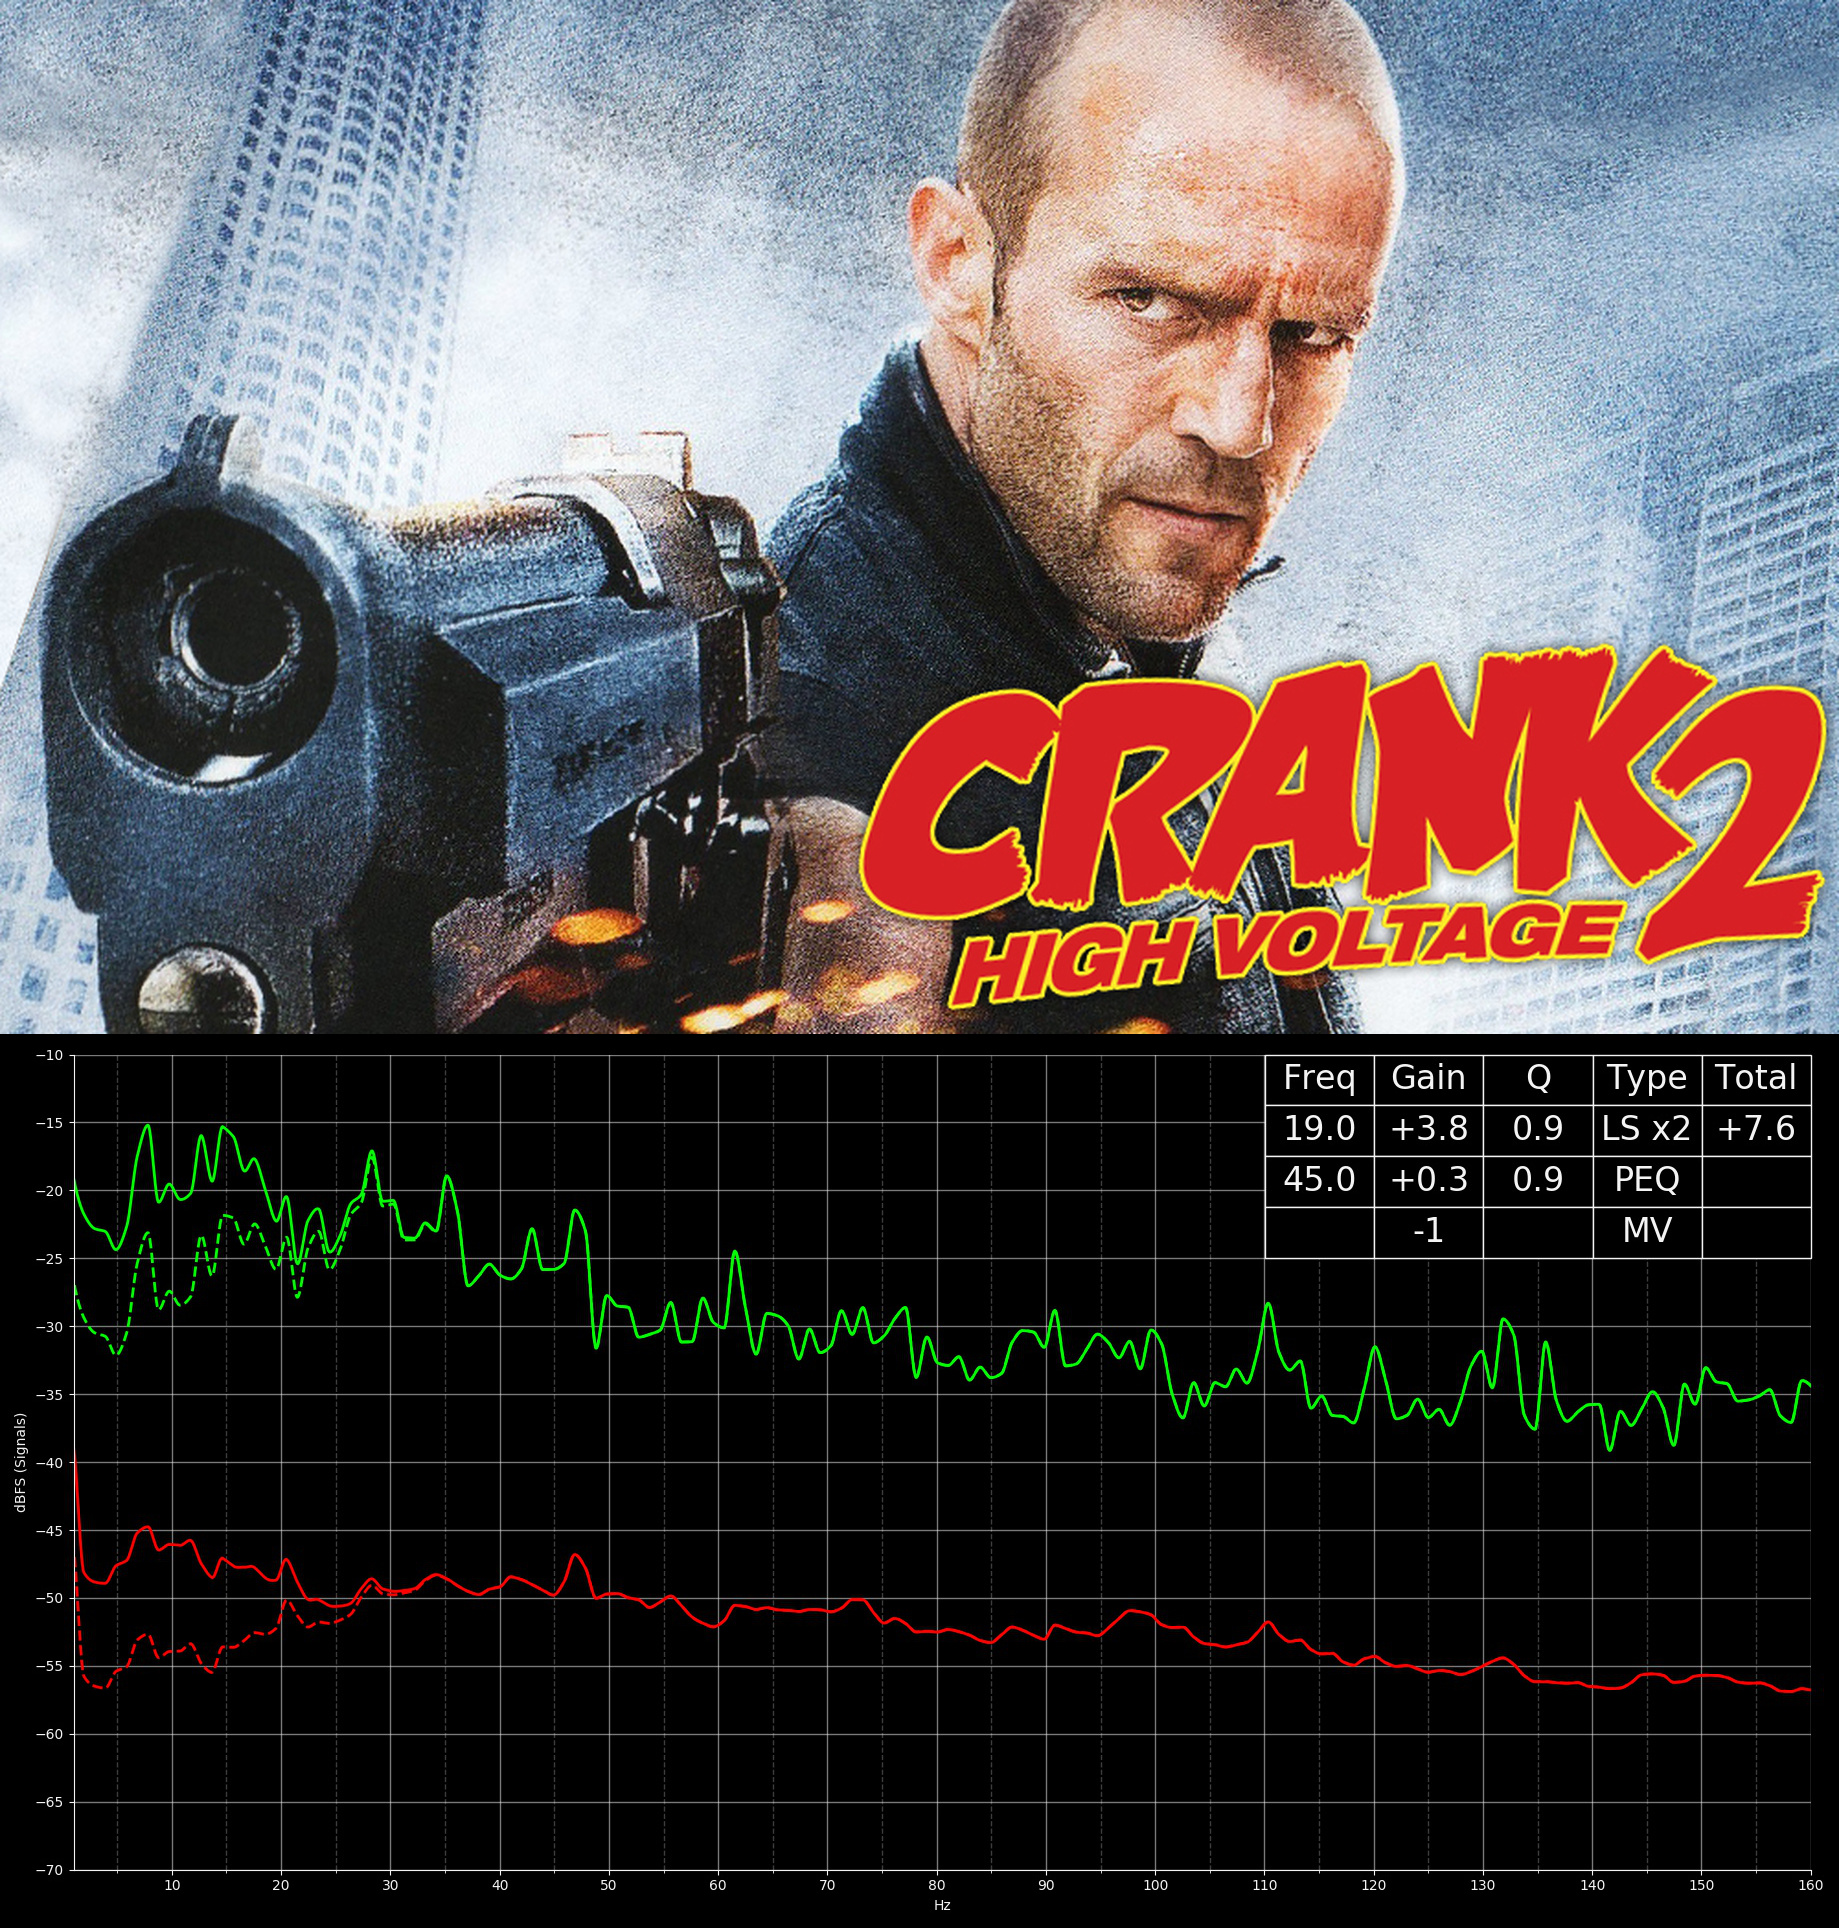 CRANK2
HIGH VOLTAGE
Freq Gain Q Type Total
19.0 +3.8 0.9 LS x2 +7.6
45.0 +0.3 0.9 PEQ
-1 MV
−10
−15
−20
−25
−30
−35
−40
−45
−50
−55
−60
−65
−70
dBFS (Signals)
10 20 30 40 50 60 70 80 90 100 110 120 130 140 150 160
Hz